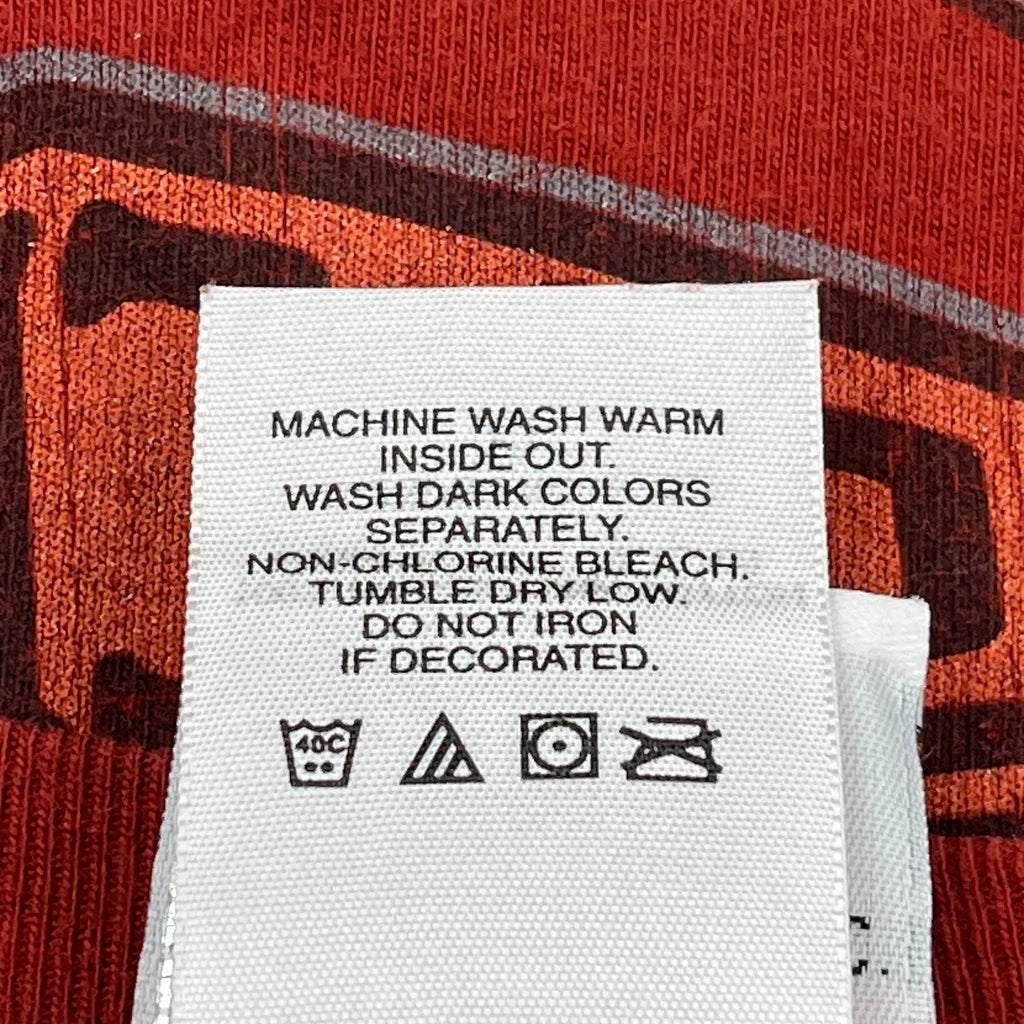 MACHINE WASH WARM
INSIDE OUT.
WASH DARK COLORS
SEPARATELY.
NON-CHLORINE BLEACH.
TUMBLE DRY LOW.
DO NOT IRON
IF DECORATED.
40C